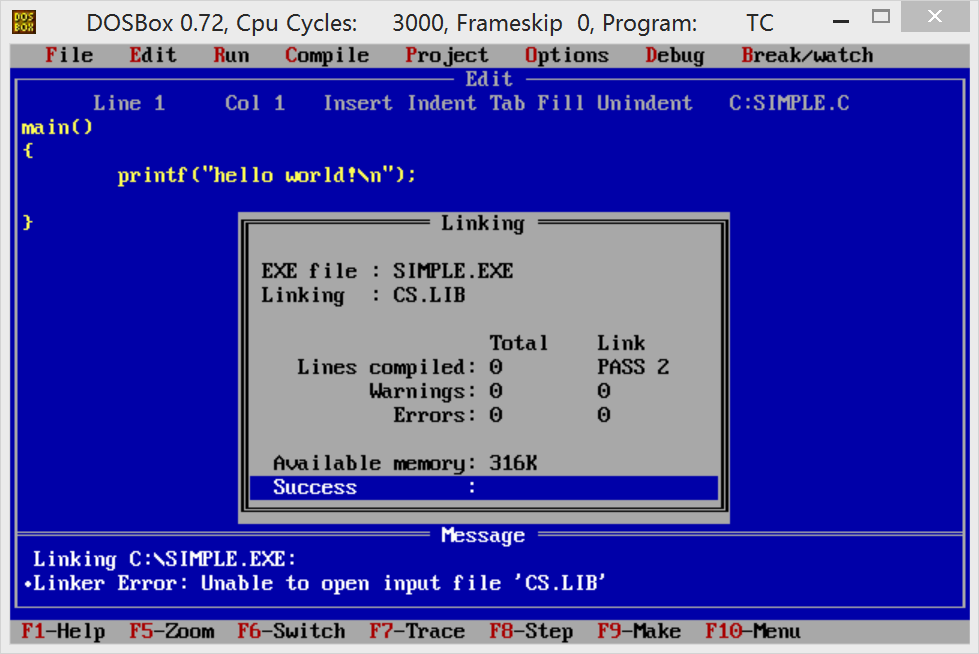 DOSBox 0.72, Cpu Cycles: 3000, Frameskip 0, Program: TC
File Edit Run Compile Project Options Debug Break/watch
Edit
Line 1 Col 1 Insert Indent Tab Fill Unindent C:SIMPLE.C
main()
{
printf("hello world!\n");
}
Linking
EXE file : SIMPLE.EXE
Linking : CS.LIB
Total Link
Lines compiled: 0 PASS 2
Warnings: 0 0
Errors: 0 0
Available memory: 316K
Success :
Message
Linking C:\SIMPLE.EXE:
•Linker Error: Unable to open input file 'CS.LIB'
F1-Help F5-Zoom F6-Switch F7-Trace F8-Step F9-Make F10-Menu